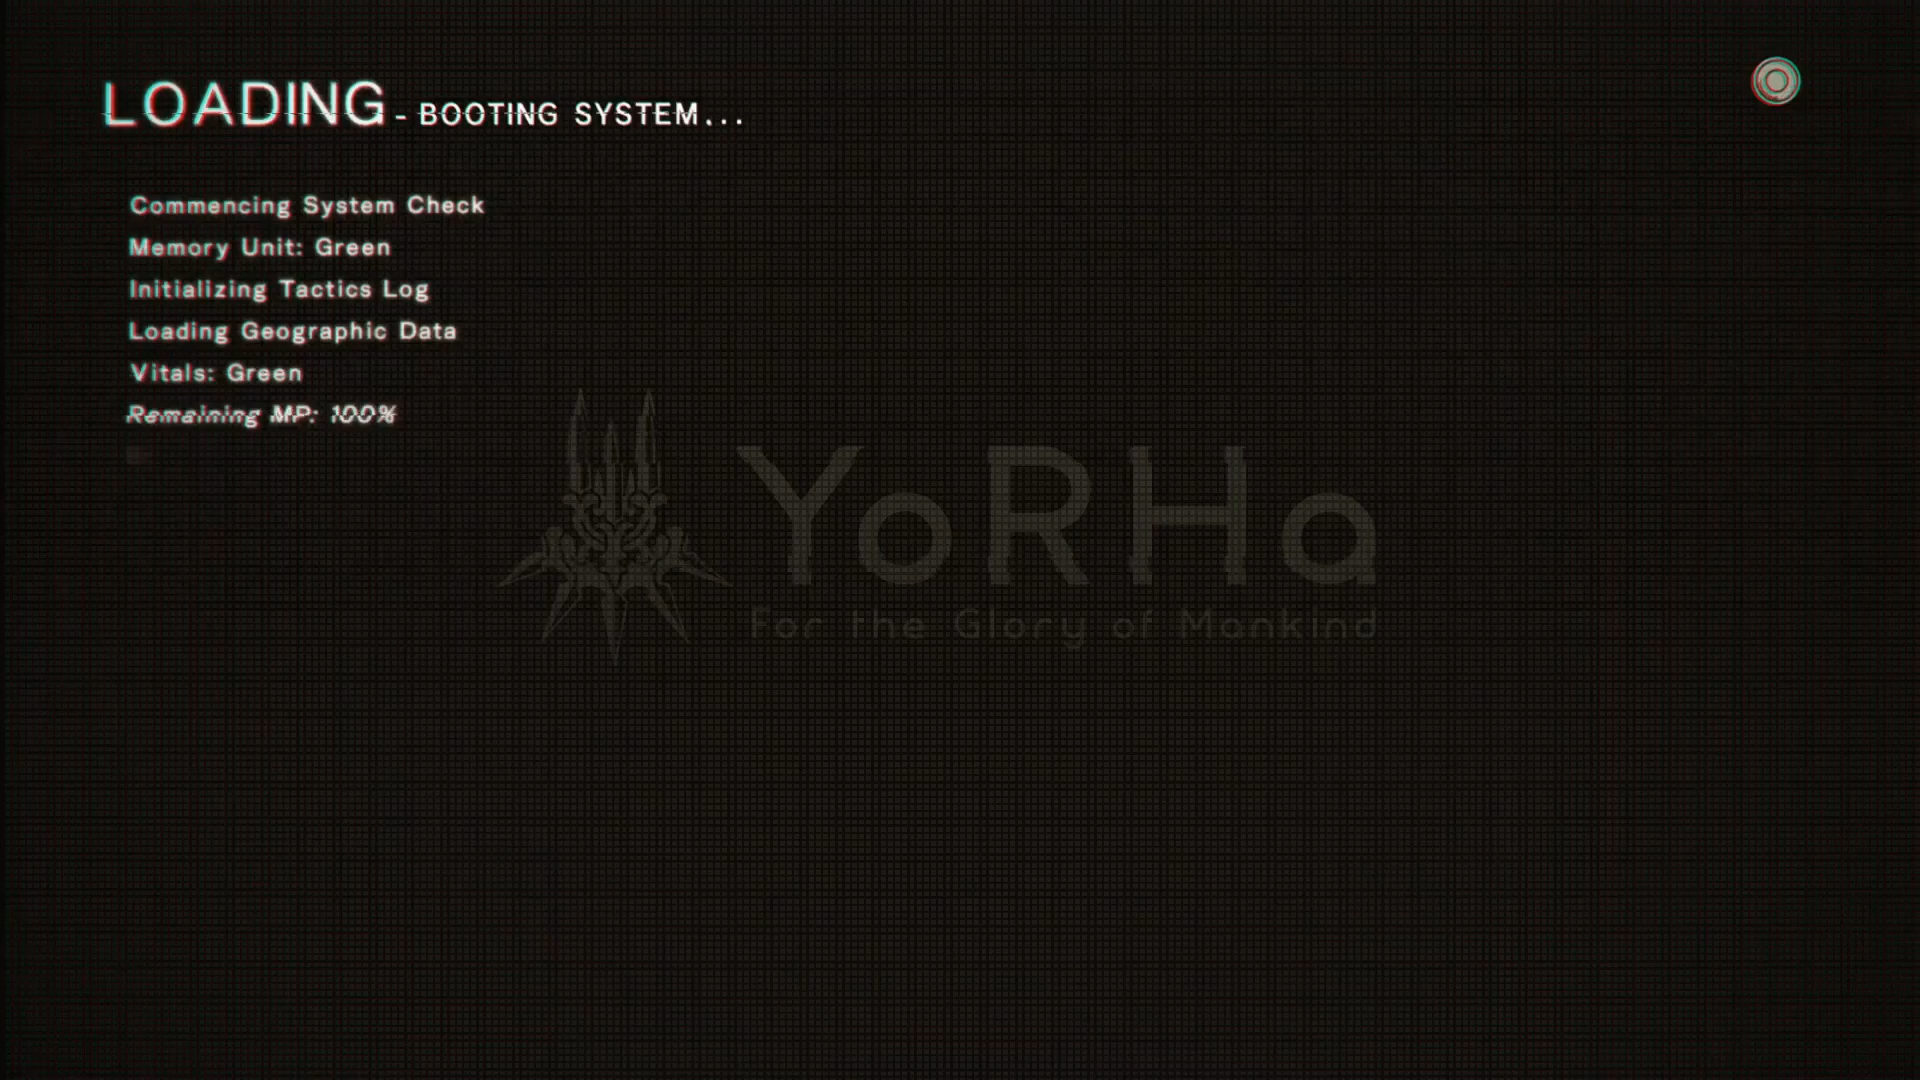 LOADING - BOOTING SYSTEM...
Commencing System Check
Memory Unit: Green
Initializing Tactics Log
Loading Geographic Data
Vitals: Green
Remaining MP: 100%
YoRHa
For the Glory of Mankind